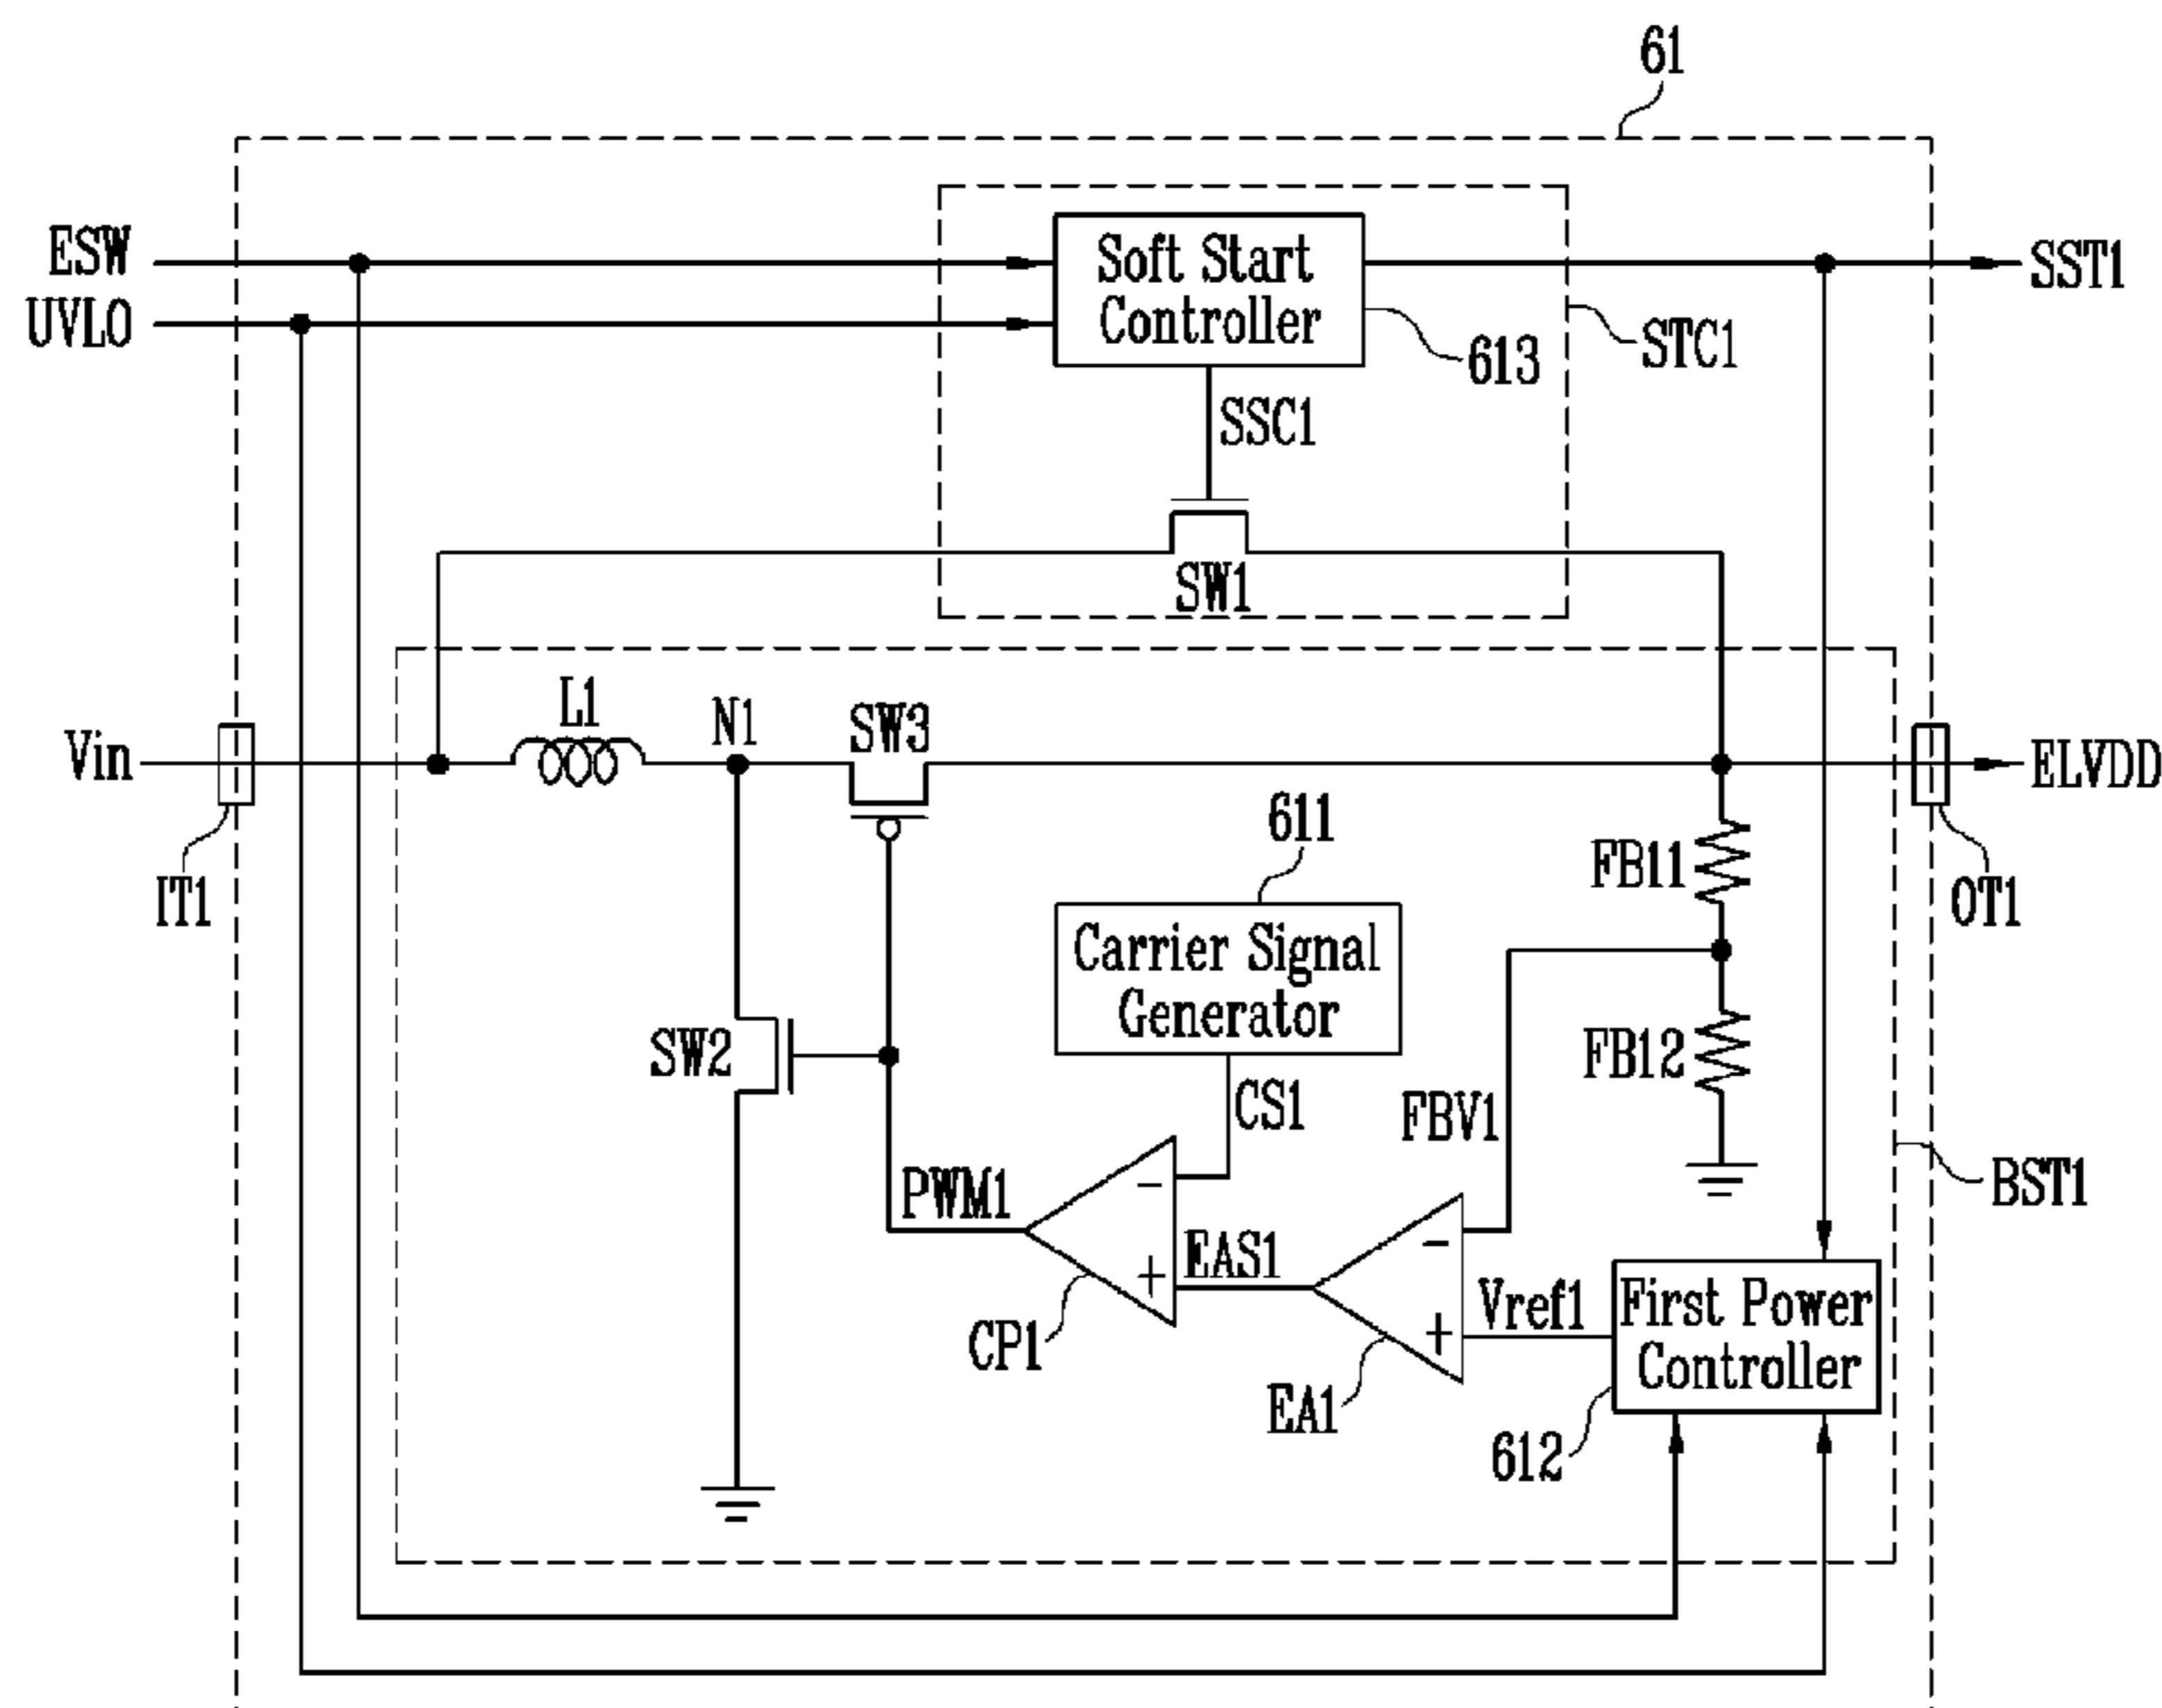 61
ESW
UVLO
Soft Start
Controller
SST1
STC1
613
SSC1
SW1
Vin
L1
N1
SW3
ELVDD
IT1
611
FB11
OT1
Carrier Signal
Generator
SW2
FB12
CS1
FBV1
PWM1
BST1
-
+
EAS1
-
+
Vref1
First Power
Controller
CP1
EA1
612